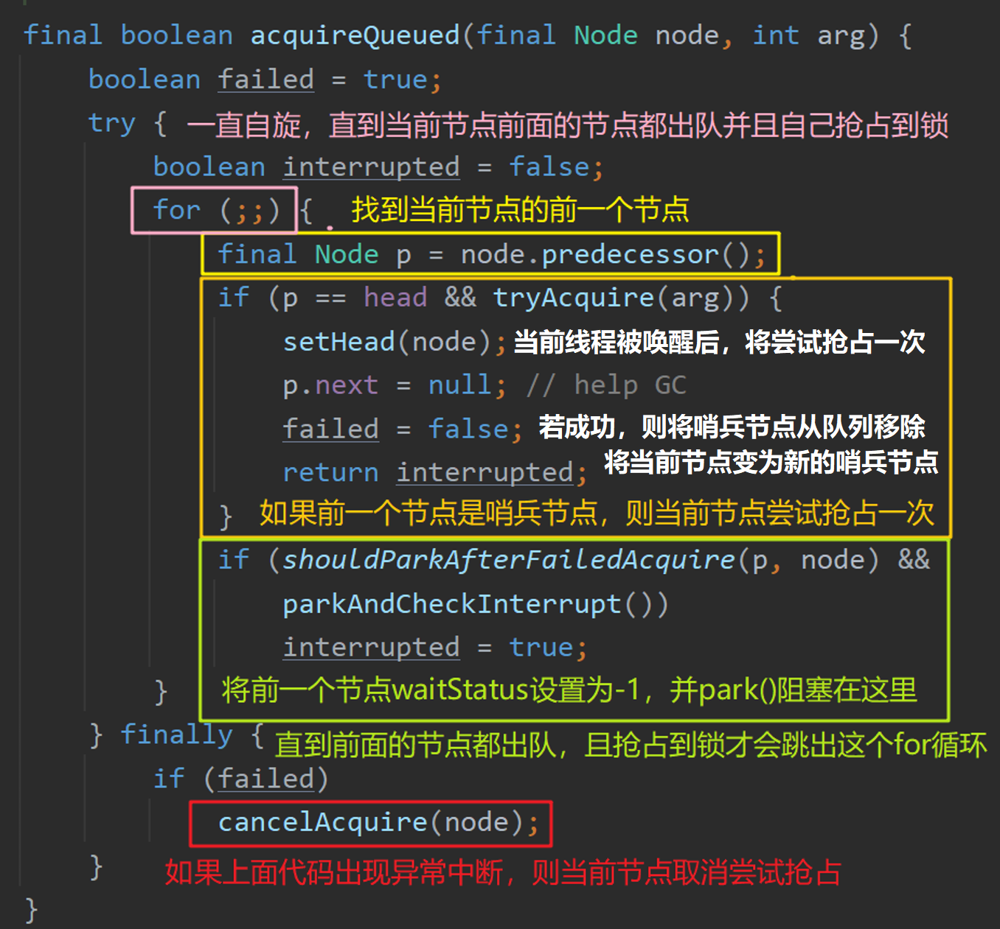 final boolean acquireQueued(final Node node, int arg) {
boolean failed = true;
try { 一直自旋，直到当前节点前面的节点都出队并且自己抢占到锁
boolean interrupted = false;
for (;;) { 找到当前节点的前一个节点
final Node p = node.predecessor();
if (p == head && tryAcquire(arg)) {
setHead(node); 当前线程被唤醒后，将尝试抢占一次
p.next = null; // help GC
failed = false; 若成功，则将哨兵节点从队列移除
将当前节点变为新的哨兵节点
return interrupted;
} 如果前一个节点是哨兵节点，则当前节点尝试抢占一次
if (shouldParkAfterFailedAcquire(p, node) &&
parkAndCheckInterrupt())
interrupted = true;
} 将前一个节点waitStatus设置为-1，并park()阻塞在这里
} finally { 直到前面的节点都出队，且抢占到锁才会跳出这个for循环
if (failed)
cancelAcquire(node);
} 如果上面代码出现异常中断，则当前节点取消尝试抢占
}